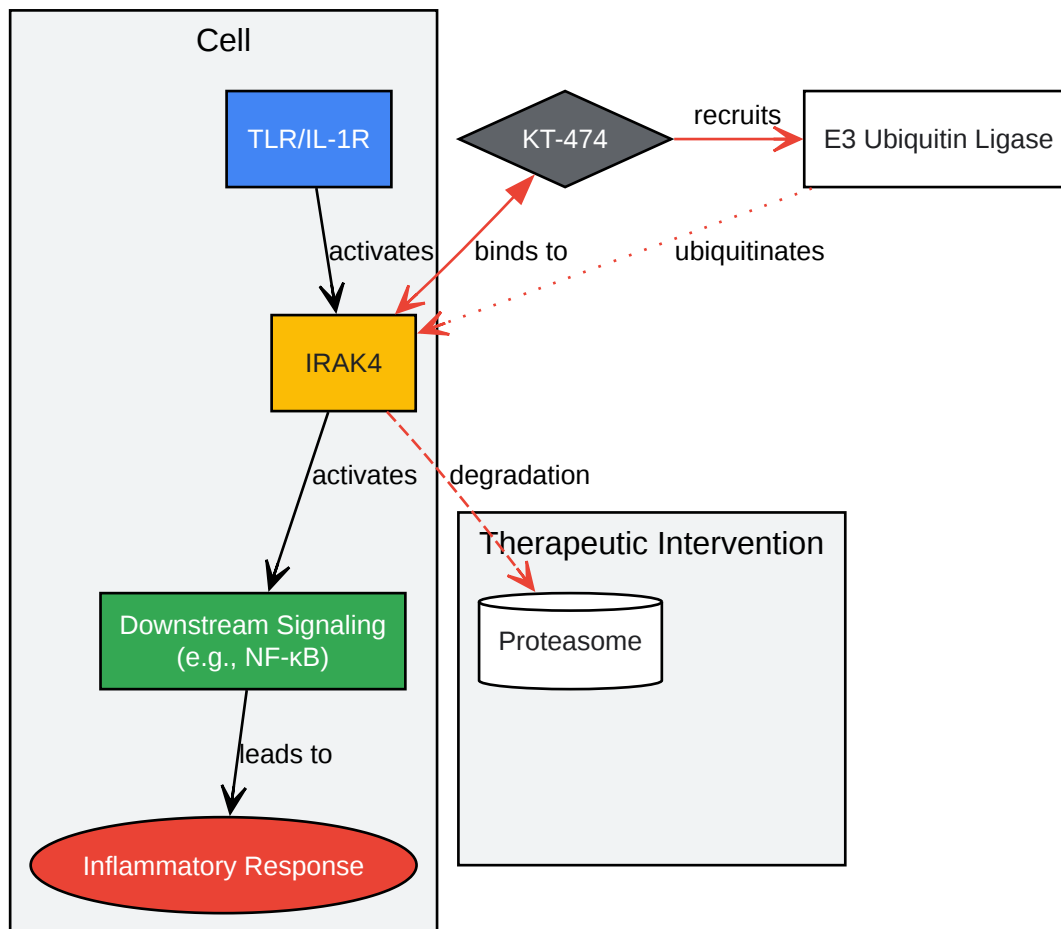 Cell
TLR/IL-1R
KT-474
recruits
E3 Ubiquitin Ligase
activates
binds to
ubiquitinates
IRAK4
activates
degradation
Therapeutic Intervention
Downstream Signaling
(e.g., NF-κB)
Proteasome
leads to
Inflammatory Response